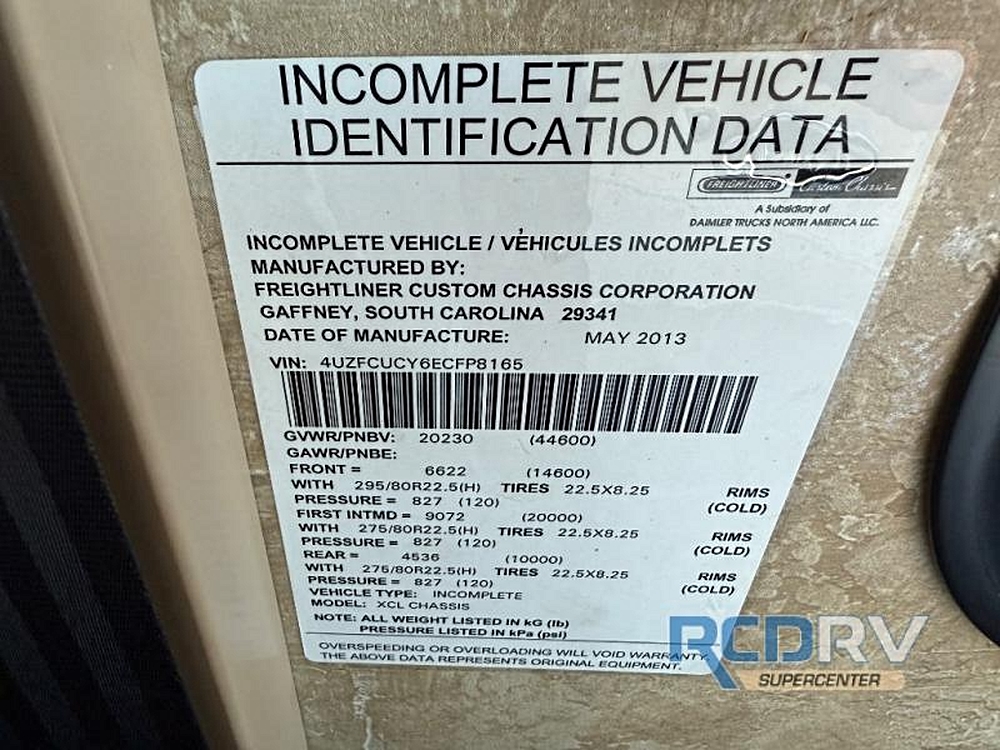 INCOMPLETE VEHICLE
IDENTIFICATION DATA
FREIGHTLINER Custom Chassis
A Subsidiary of
DAIMLER TRUCKS NORTH AMERICA LLC.
INCOMPLETE VEHICLE / VÉHICULES INCOMPLETS
MANUFACTURED BY:
FREIGHTLINER CUSTOM CHASSIS CORPORATION
GAFFNEY, SOUTH CAROLINA 29341
DATE OF MANUFACTURE: MAY 2013
VIN: 4UZFCUCY6ECFP8165
GVWR/PNBV: 20230 (44600)
GAWR/PNBE:
FRONT = 6622 (14600)
WITH 295/80R22.5(H) TIRES 22.5X8.25 RIMS
PRESSURE = 827 (120) (COLD)
FIRST INTMD = 9072 (20000)
WITH 275/80R22.5(H) TIRES 22.5X8.25 RIMS
PRESSURE = 827 (120) (COLD)
REAR = 4536 (10000)
WITH 275/80R22.5(H) TIRES 22.5X8.25 RIMS
PRESSURE = 827 (120) (COLD)
VEHICLE TYPE: INCOMPLETE
MODEL: XCL CHASSIS
NOTE: ALL WEIGHT LISTED IN kG (lb)
PRESSURE LISTED IN kPa (psi)
OVERSPEEDING OR OVERLOADING WILL VOID WARRANTY.
THE ABOVE DATA REPRESENTS ORIGINAL EQUIPMENT.
RCDRV
SUPERCENTER